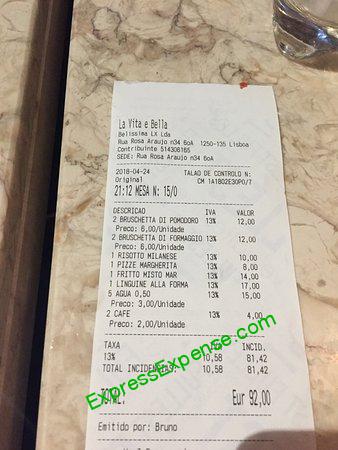 La Vita e Bella
Belissima LX Lda
Rua Rosa Araujo n34 6oA 1250-135 Lisboa
Contribuinte 514306165
SEDE: Rua Rosa Araujo n34 6oA
2018-04-24 TALAO DE CONTROLO N:
Original CM 1A1B02E30P0/7
21:12 MESA N: 15/0
DESCRICAO IVA VALOR
2 BRUSCHETTA DI POMODORO 13% 12,00
Preco: 6,00/Unidade
2 BRUSCHETTA DI FORMAGGIO 13% 12,00
Preco: 6,00/Unidade
1 RISOTTO MILANESE 13% 10,00
1 PIZZE MARGHERITA 13% 8,00
1 FRITTO MISTO MAR 13% 14,00
1 LINGUINE ALLA FORMA 13% 17,00
5 AGUA 0,50 13% 15,00
Preco: 3,00/Unidade
2 CAFE 13% 4,00
Preco: 2,00/Unidade
TAXA INCID.
13% 10,58 81,42
TOTAL INCIDENCIAS: 10,58 81,42
TOTAL: Eur 92,00
Emitido por: Bruno
ExpressExpense.com